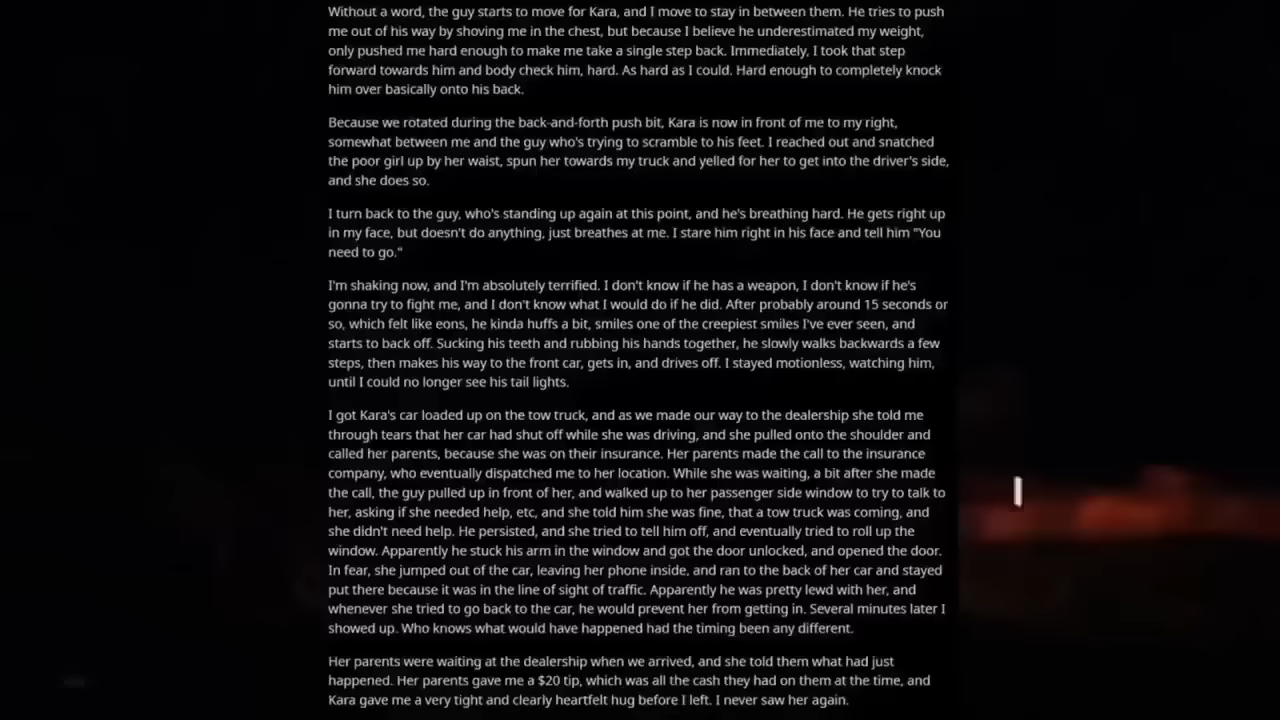 Without a word, the guy starts to move for Kara, and I move to stay in between them. He tries to push
me out of his way by shoving me in the chest, but because I believe he underestimated my weight,
only pushed me hard enough to make me take a single step back. Immediately, I took that step
forward towards him and body check him, hard. As hard as I could. Hard enough to completely knock
him over basically onto his back.
Because we rotated during the back-and-forth push bit, Kara is now in front of me to my right,
somewhat between me and the guy who's trying to scramble to his feet. I reached out and snatched
the poor girl up by her waist, spun her towards my truck and yelled for her to get into the driver's side,
and she does so.
I turn back to the guy, who's standing up again at this point, and he's breathing hard. He gets right up
in my face, but doesn't do anything, just breathes at me. I stare him right in his face and tell him "You
need to go."
I'm shaking now, and I'm absolutely terrified. I don't know if he has a weapon, I don't know if he's
gonna try to fight me, and I don't know what I would do if he did. After probably around 15 seconds or
so, which felt like eons, he kinda huffs a bit, smiles one of the creepiest smiles I've ever seen, and
starts to back off. Sucking his teeth and rubbing his hands together, he slowly walks backwards a few
steps, then makes his way to the front car, gets in, and drives off. I stayed motionless, watching him,
until I could no longer see his tail lights.
I got Kara's car loaded up on the tow truck, and as we made our way to the dealership she told me
through tears that her car had shut off while she was driving, and she pulled onto the shoulder and
called her parents, because she was on their insurance. Her parents made the call to the insurance
company, who eventually dispatched me to her location. While she was waiting, a bit after she made
the call, the guy pulled up in front of her, and walked up to her passenger side window to try to talk to
her, asking if she needed help, etc, and she told him she was fine, that a tow truck was coming, and
she didn't need help. He persisted, and she tried to tell him off, and eventually tried to roll up the
window. Apparently he stuck his arm in the window and got the door unlocked, and opened the door.
In fear, she jumped out of the car, leaving her phone inside, and ran to the back of her car and stayed
put there because it was in the line of sight of traffic. Apparently he was pretty lewd with her, and
whenever she tried to go back to the car, he would prevent her from getting in. Several minutes later I
showed up. Who knows what would have happened had the timing been any different.
Her parents were waiting at the dealership when we arrived, and she told them what had just
happened. Her parents gave me a $20 tip, which was all the cash they had on them at the time, and
Kara gave me a very tight and clearly heartfelt hug before I left. I never saw her again.